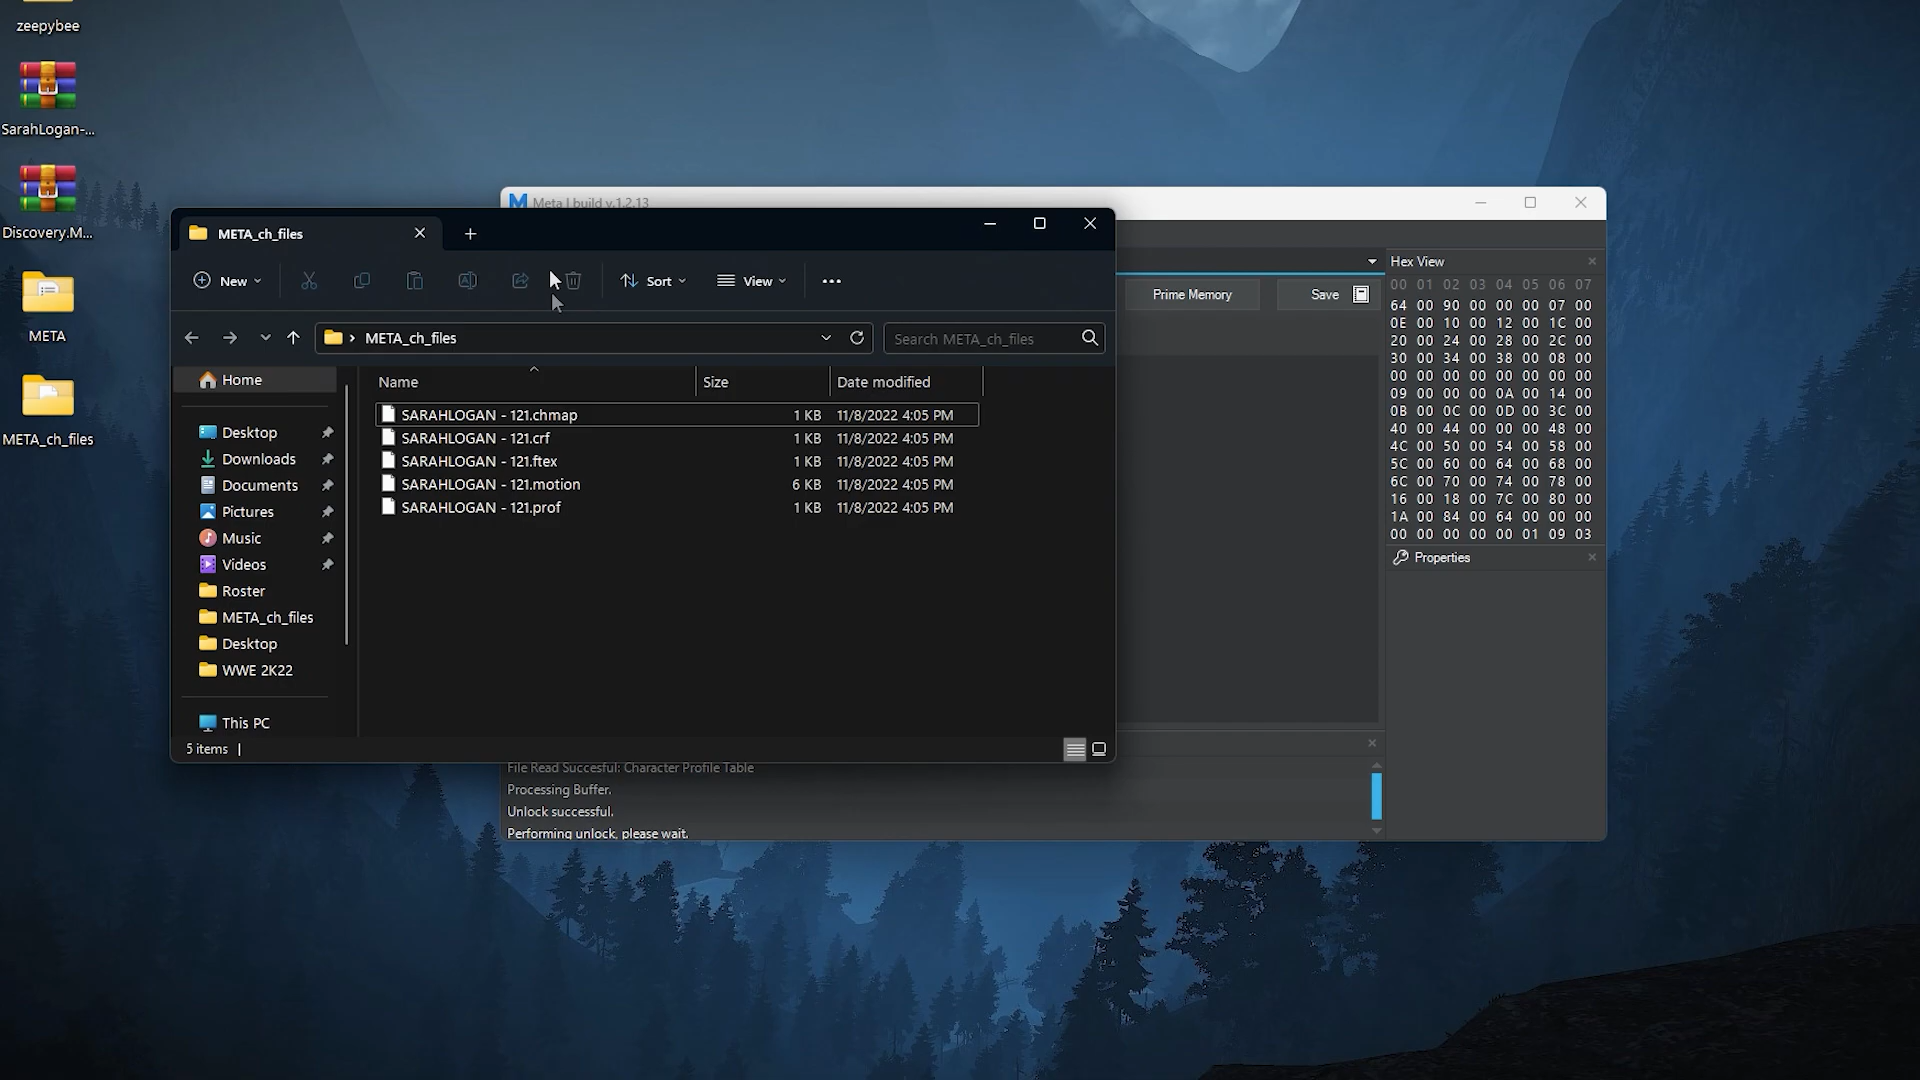 zeepybee
SarahLogan-...
Discovery.M...
META
META_ch_files
Meta | build v.1.2.13
META_ch_files
New
Sort
View
META_ch_files
Search META_ch_files
Home
Desktop
Downloads
Documents
Pictures
Music
Videos
Roster
META_ch_files
Desktop
WWE 2K22
This PC
Name Size Date modified
SARAHLOGAN - 121.chmap 1 KB 11/8/2022 4:05 PM
SARAHLOGAN - 121.crf 1 KB 11/8/2022 4:05 PM
SARAHLOGAN - 121.ftex 1 KB 11/8/2022 4:05 PM
SARAHLOGAN - 121.motion 6 KB 11/8/2022 4:05 PM
SARAHLOGAN - 121.prof 1 KB 11/8/2022 4:05 PM
5 items
Prime Memory
Save
Hex View
00 01 02 03 04 05 06 07
64 00 90 00 00 00 07 00
0E 00 10 00 12 00 1C 00
20 00 24 00 28 00 2C 00
30 00 34 00 38 00 08 00
00 00 00 00 00 00 00 00
09 00 00 00 0A 00 14 00
0B 00 0C 00 0D 00 3C 00
40 00 44 00 00 00 48 00
4C 00 50 00 54 00 58 00
5C 00 60 00 64 00 68 00
6C 00 70 00 74 00 78 00
16 00 18 00 7C 00 80 00
1A 00 84 00 64 00 00 00
00 00 00 00 00 01 09 03
Properties
File Read Succesful: Character Profile Table
Processing Buffer.
Unlock successful.
Performing unlock, please wait.